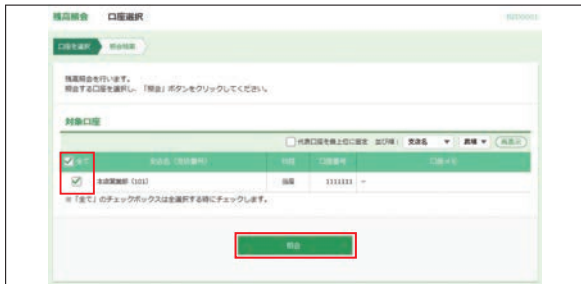 残高照会 口座選択
口座を選択 照会結果
残高照会を行います。
照会する口座を選択し、「照会」ボタンをクリックしてください。
対象口座
代表口座を最上位に固定 並び順: 支店名 昇順 再表示
全て 支店名(支店番号) 科目 口座番号 口座メモ
本店営業部 (101) 当座 1111111 -
※「全て」のチェックボックスは全選択する時にチェックします。
照会